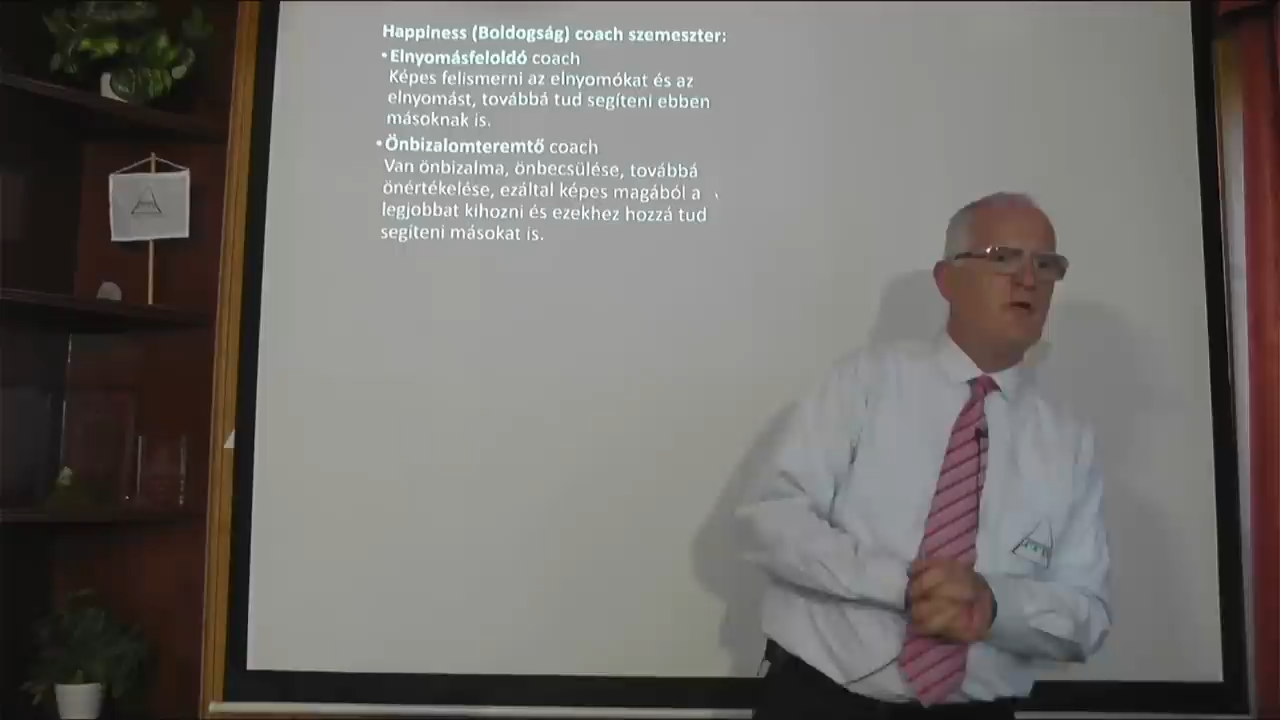 Happiness (Boldogság) coach szemeszter:
• Elnyomásfeloldó coach
Képes felismerni az elnyomókat és az
elnyomást, továbbá tud segíteni ebben
másoknak is.
• Önbizalomteremtő coach
Van önbizalma, önbecsülése, továbbá
önértékelése, ezáltal képes magából a
legjobbat kihozni és ezekhez hozzá tud
segíteni másokat is.